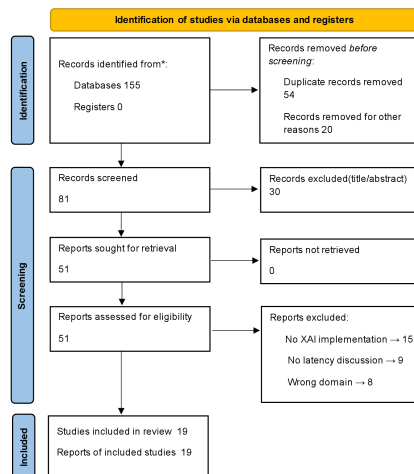 Identification of studies via databases and registers
Identification
Records identified from*:
Databases 155
Registers 0
Records removed before
screening:
Duplicate records removed
54
Records removed for other
reasons 20
Screening
Records screened
81
Records excluded(title/abstract)
30
Reports sought for retrieval
51
Reports not retrieved
0
Reports assessed for eligibility
51
Reports excluded:
No XAI implementation → 15
No latency discussion → 9
Wrong domain → 8
Included
Studies included in review 19
Reports of included studies 19